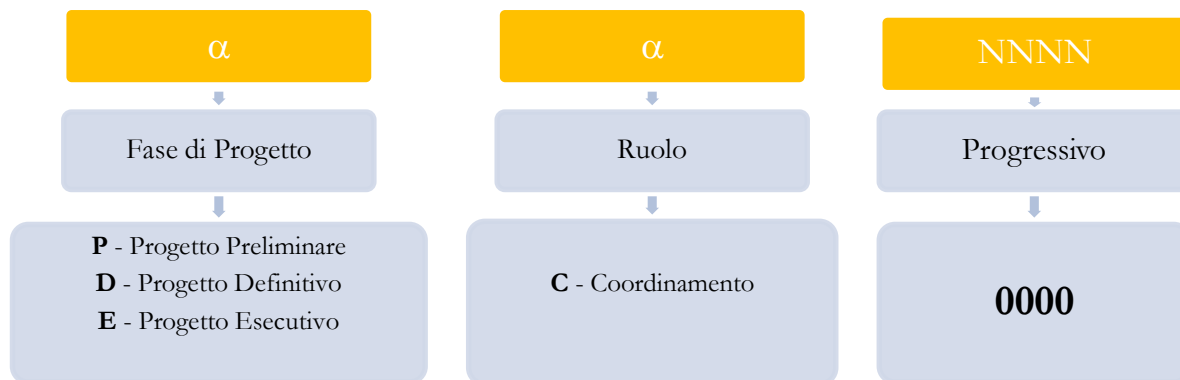 α
Fase di Progetto
P - Progetto Preliminare
D - Progetto Definitivo
E - Progetto Esecutivo
α
Ruolo
C - Coordinamento
NNNN
Progressivo
0000